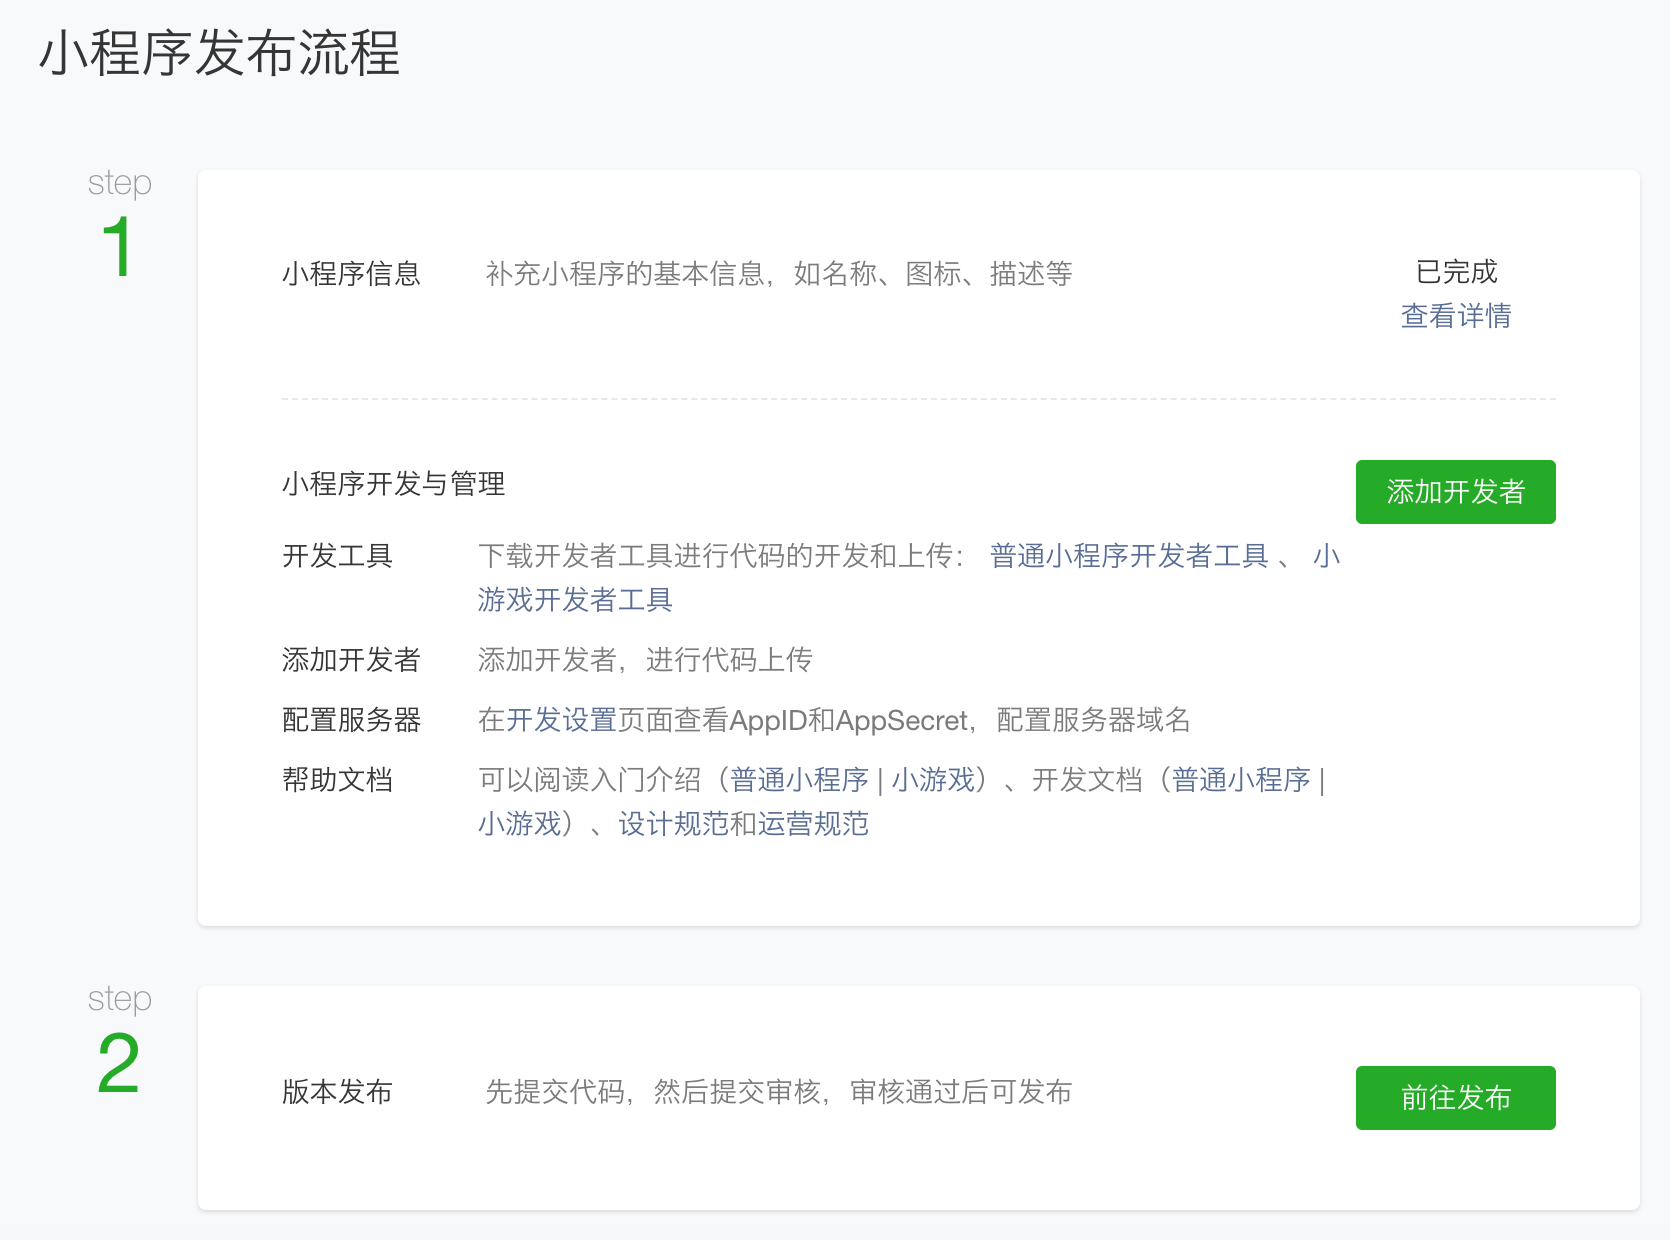 小程序发布流程
step
1
小程序信息 补充小程序的基本信息，如名称、图标、描述等 已完成
查看详情
小程序开发与管理 添加开发者
开发工具 下载开发者工具进行代码的开发和上传： 普通小程序开发者工具 、 小
游戏开发者工具
添加开发者 添加开发者，进行代码上传
配置服务器 在开发设置页面查看AppID和AppSecret，配置服务器域名
帮助文档 可以阅读入门介绍（普通小程序 | 小游戏）、开发文档（普通小程序 |
小游戏）、设计规范和运营规范
step
2
版本发布 先提交代码，然后提交审核，审核通过后可发布 前往发布